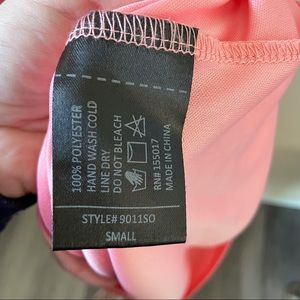 100% POLYESTER
HAND WASH COLD
LINE DRY
DO NOT BLEACH
RN# 155017
MADE IN CHINA
STYLE# 9011SO
SMALL